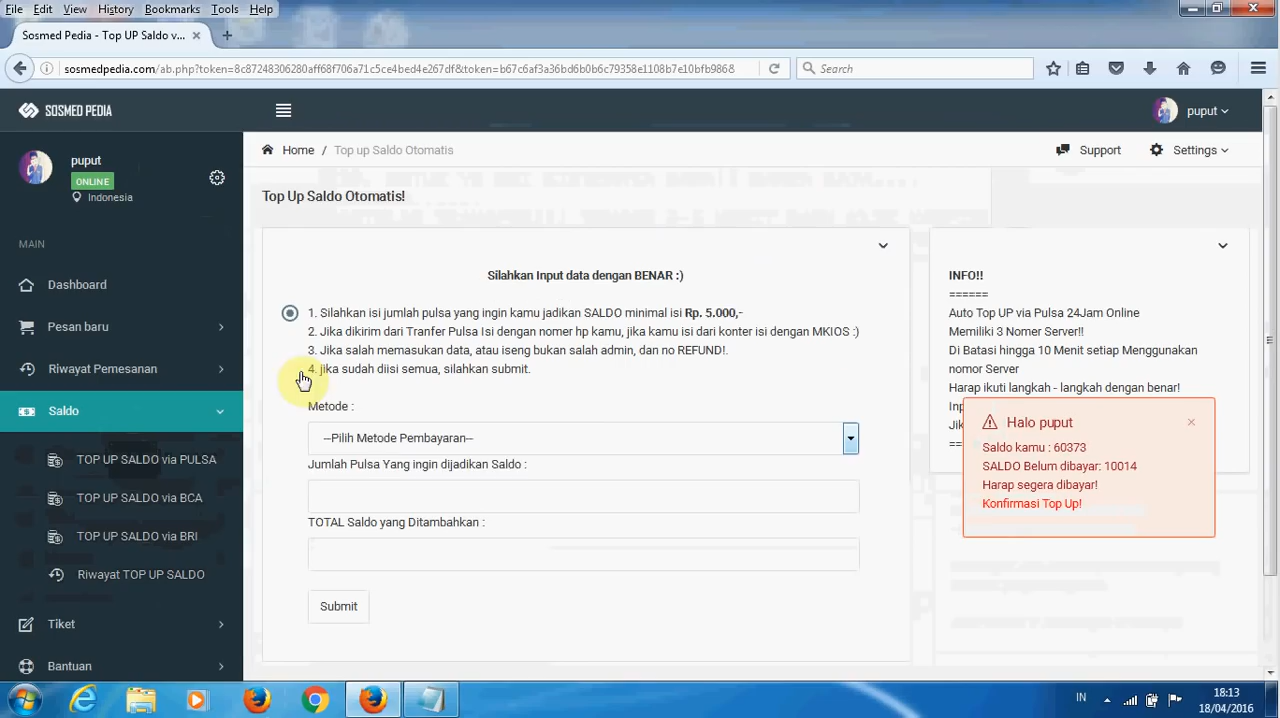 File Edit View History Bookmarks Tools Help
Sosmed Pedia - Top UP Saldo v...
sosmedpedia.com/ab.php?token=8c87248306280aff68f706a71c5ce4bed4e267df&token=b67c6af3a36bd6b0b6c79358e1108b7e10bfb986&
Search
SOSMED PEDIA
puput
puput
ONLINE
Indonesia
Home / Top up Saldo Otomatis
Support
Settings
Top Up Saldo Otomatis!
MAIN
Dashboard
Pesan baru
Riwayat Pemesanan
Saldo
TOP UP SALDO via PULSA
TOP UP SALDO via BCA
TOP UP SALDO via BRI
Riwayat TOP UP SALDO
Tiket
Bantuan
Silahkan Input data dengan BENAR :)
1. Silahkan isi jumlah pulsa yang ingin kamu jadikan SALDO minimal isi Rp. 5.000,-
2. Jika dikirim dari Tranfer Pulsa Isi dengan nomer hp kamu, jika kamu isi dari konter isi dengan MKIOS :)
3. Jika salah memasukan data, atau iseng bukan salah admin, dan no REFUND!.
4. jika sudah diisi semua, silahkan submit.
Metode :
--Pilih Metode Pembayaran--
Jumlah Pulsa Yang ingin dijadikan Saldo :
TOTAL Saldo yang Ditambahkan :
Submit
INFO!!
======
Auto Top UP via Pulsa 24Jam Online
Memiliki 3 Nomer Server!!
Di Batasi hingga 10 Menit setiap Menggunakan
nomor Server
Harap ikuti langkah - langkah dengan benar!
Halo puput
Saldo kamu : 60373
SALDO Belum dibayar: 10014
Harap segera dibayar!
Konfirmasi Top Up!
IN
18:13
18/04/2016